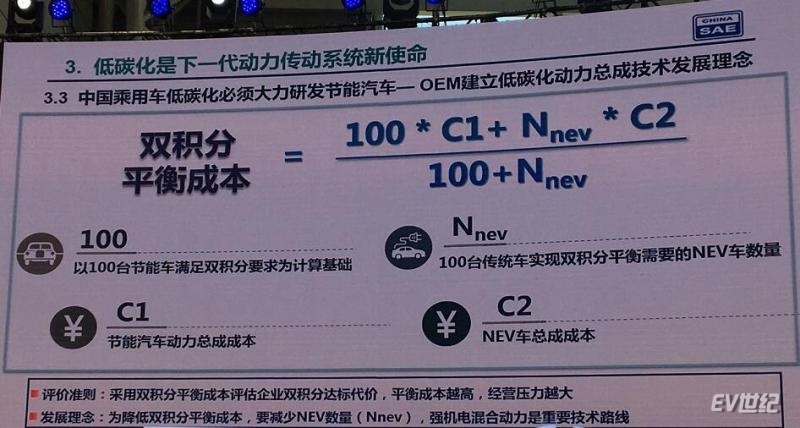 CHINA
SAE
3. 低碳化是下一代动力传动系统新使命
3.3 中国乘用车低碳化必须大力研发节能汽车— OEM建立低碳化动力总成技术发展理念
双积分
平衡成本
=
100 * C1+ Nnev * C2
100+Nnev
100
以100台节能车满足双积分要求为计算基础
Nnev
100台传统车实现双积分平衡需要的NEV车数量
¥
C1
节能汽车动力总成成本
¥
C2
NEV车总成成本
评价准则：采用双积分平衡成本评估企业双积分达标代价，平衡成本越高，经营压力越大
发展理念：为降低双积分平衡成本，要减少NEV数量（Nnev），强机电混合动力是重要技术路线
EV世纪